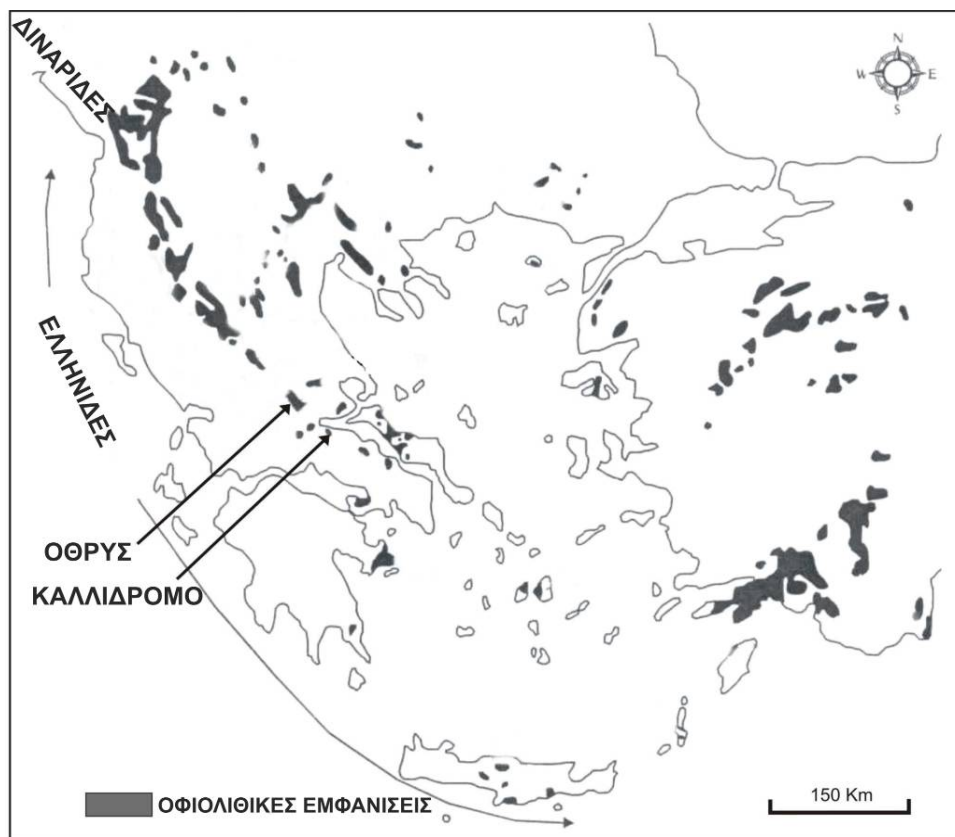 ΔΙΝΑΡΙΔΕΣ
N
W E
S
ΕΛΛΗΝΙΔΕΣ
ΟΘΡΥΣ
ΚΑΛΛΙΔΡΟΜΟ
ΟΦΙΟΛΙΘΙΚΕΣ ΕΜΦΑΝΙΣΕΙΣ
150 Km